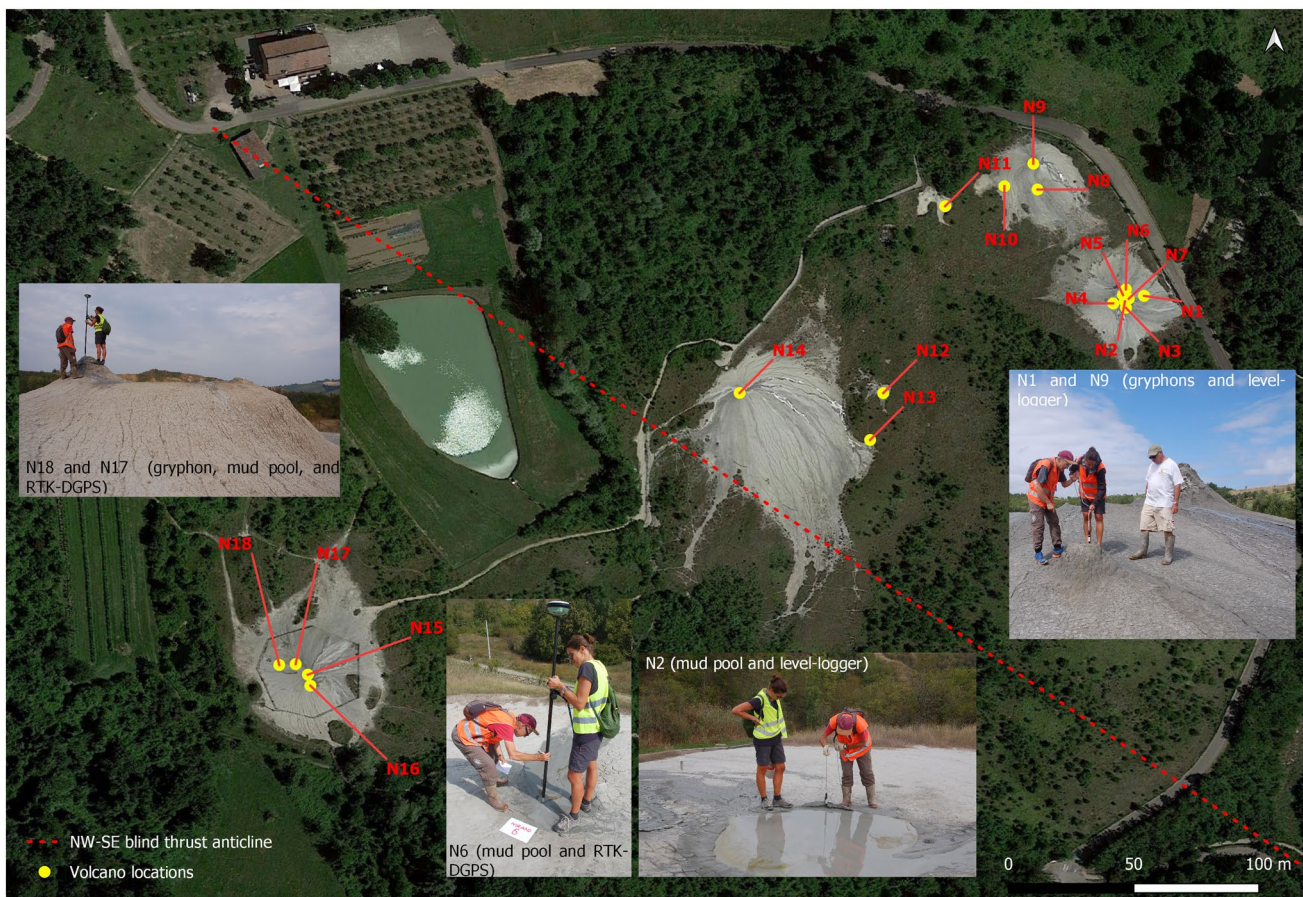 N9
N11
N8
N10
N6
N5
N7
N4
N1
N2
N3
N14
N12
N13
N1 and N9 (gryphons and level-
logger)
N18 and N17 (gryphon, mud pool, and
RTK-DGPS)
N18
N17
N15
N16
N2 (mud pool and level-logger)
6
N6 (mud pool and RTK-
DGPS)
NW-SE blind thrust anticline
Volcano locations
0 50 100 m